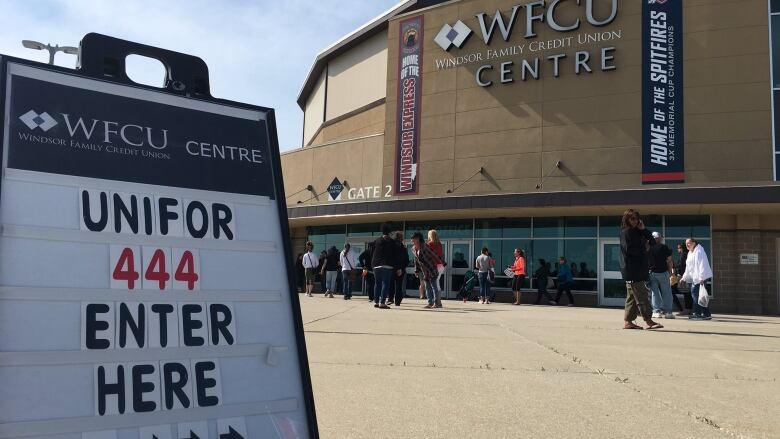 WFCU CENTRE
WINDSOR FAMILY CREDIT UNION
UNIFOR
444
ENTER
HERE
WFCU
WINDSOR FAMILY CREDIT UNION
CENTRE
HOME OF THE
WINDSOR EXPRESS
HOME OF THE SPITFIRES
3X MEMORIAL CUP CHAMPIONS
WFCU
GATE 2